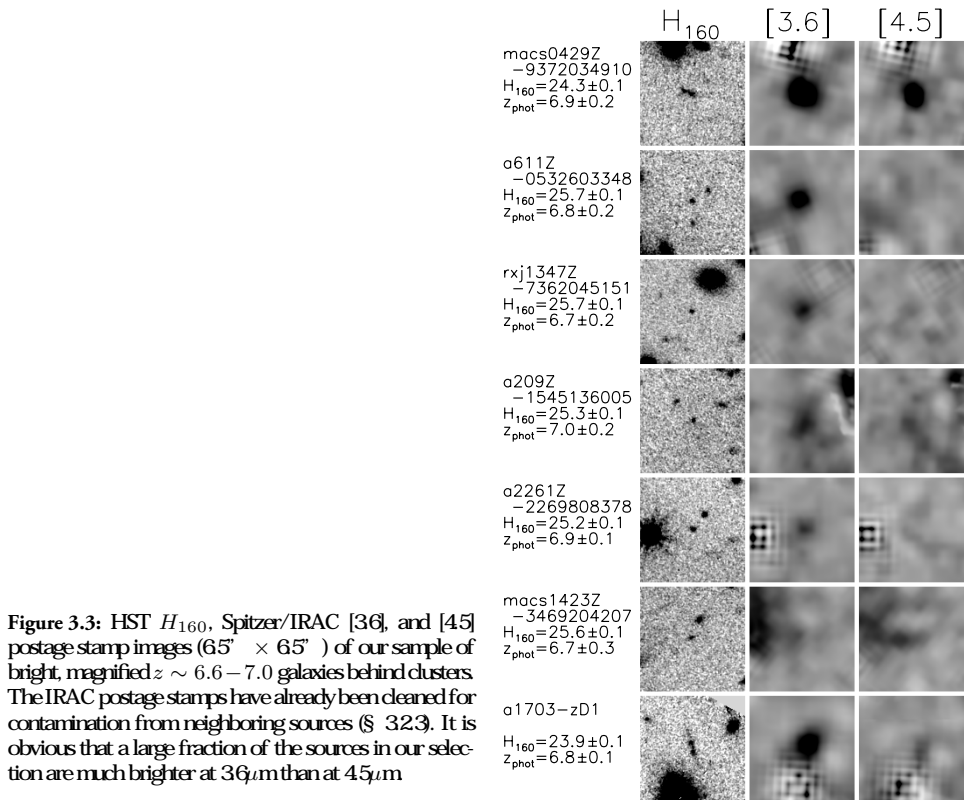 H₁₆₀ [3.6] [4.5]
macs0429Z
−9372034910
H₁₆₀=24.3±0.1
z_phot=6.9±0.2
a611Z
−0532603348
H₁₆₀=25.7±0.1
z_phot=6.8±0.2
rxj1347Z
−7362045151
H₁₆₀=25.7±0.1
z_phot=6.7±0.2
a209Z
−1545136005
H₁₆₀=25.3±0.1
z_phot=7.0±0.2
a2261Z
−2269808378
H₁₆₀=25.2±0.1
z_phot=6.9±0.1
macs1423Z
−3469204207
H₁₆₀=25.6±0.1
z_phot=6.7±0.3
a1703−zD1
H₁₆₀=23.9±0.1
z_phot=6.8±0.1
Figure 3.3: HST H₁₆₀, Spitzer/IRAC [3.6], and [4.5]
postage stamp images (6.5” × 6.5” ) of our sample of
bright, magnified z ∼ 6.6−7.0 galaxies behind clusters.
The IRAC postage stamps have already been cleaned for
contamination from neighboring sources (§ 3.2.3). It is
obvious that a large fraction of the sources in our selec-
tion are much brighter at 3.6μm than at 4.5μm.